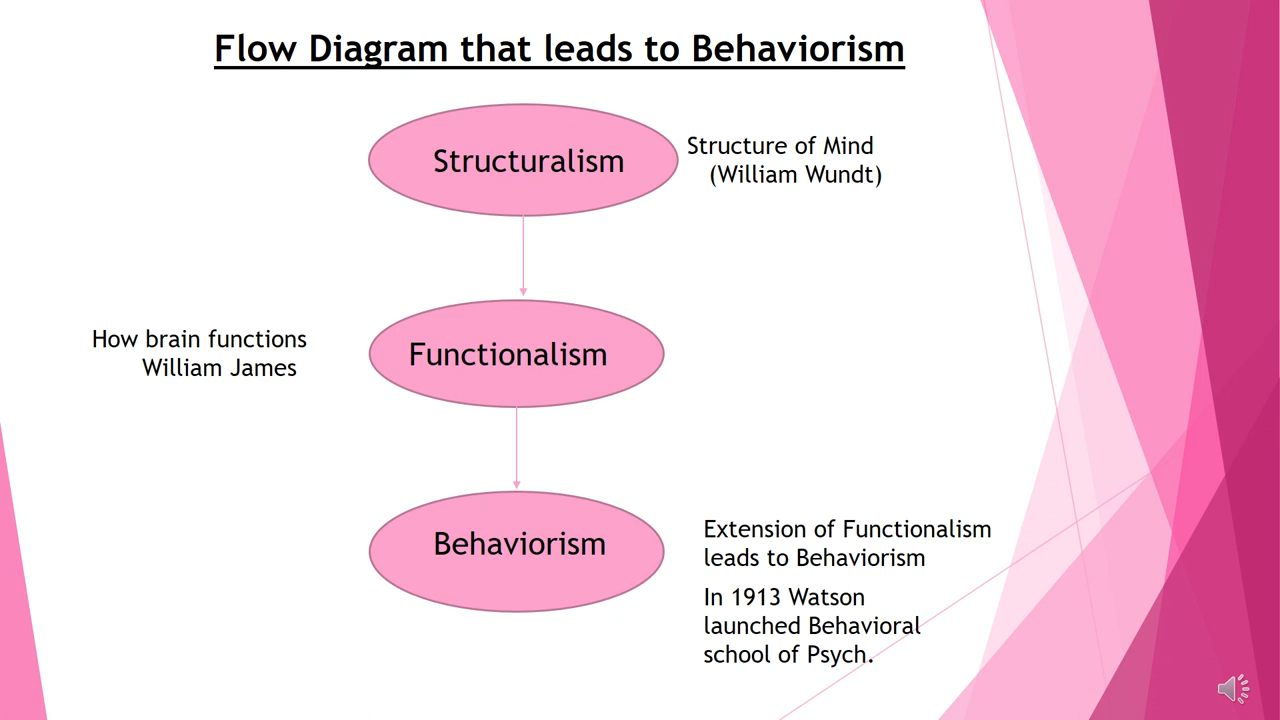 Flow Diagram that leads to Behaviorism
Structuralism
Structure of Mind
(William Wundt)
How brain functions
William James
Functionalism
Behaviorism
Extension of Functionalism
leads to Behaviorism
In 1913 Watson
launched Behavioral
school of Psych.